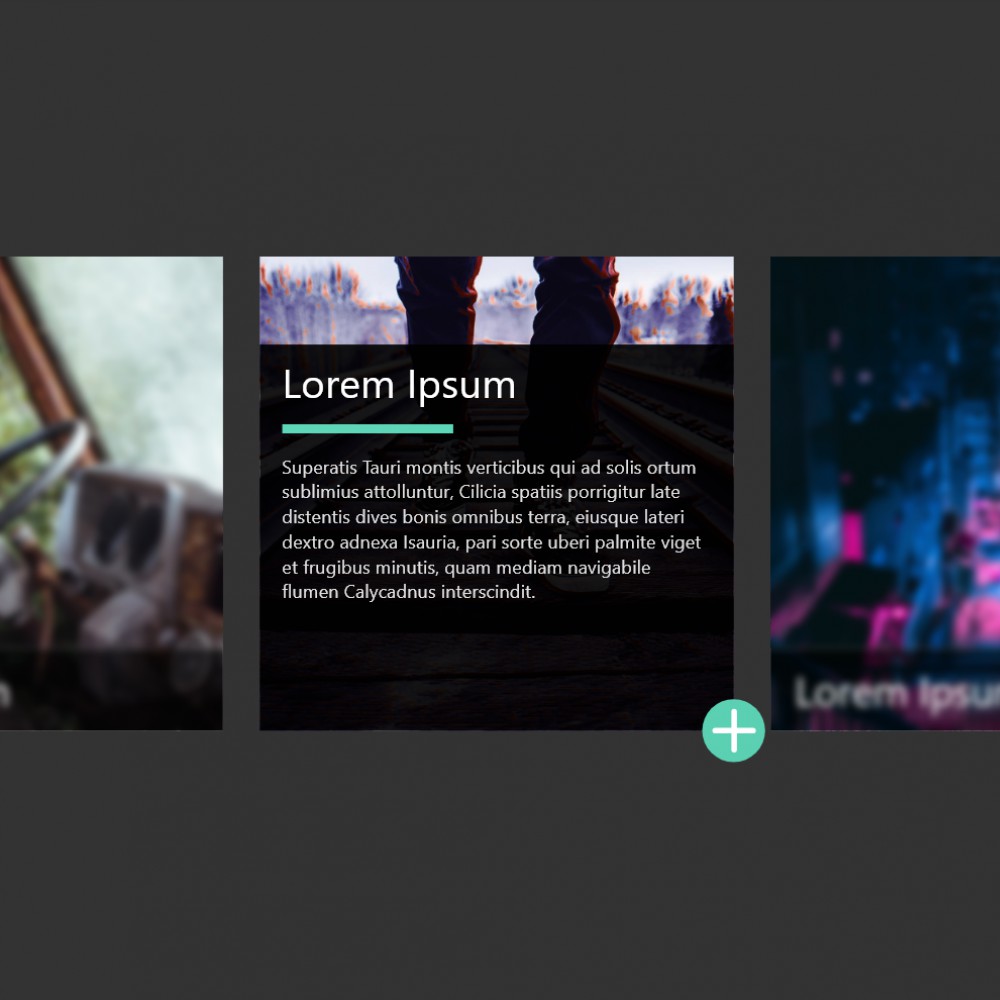 Lorem Ipsum
Superatis Tauri montis verticibus qui ad solis ortum
sublimius attolluntur, Cilicia spatiis porrigitur late
distentis dives bonis omnibus terra, eiusque lateri
dextro adnexa Isauria, pari sorte uberi palmite viget
et frugibus minutis, quam mediam navigabile
flumen Calycadnus interscindit.
Lorem Ipsu